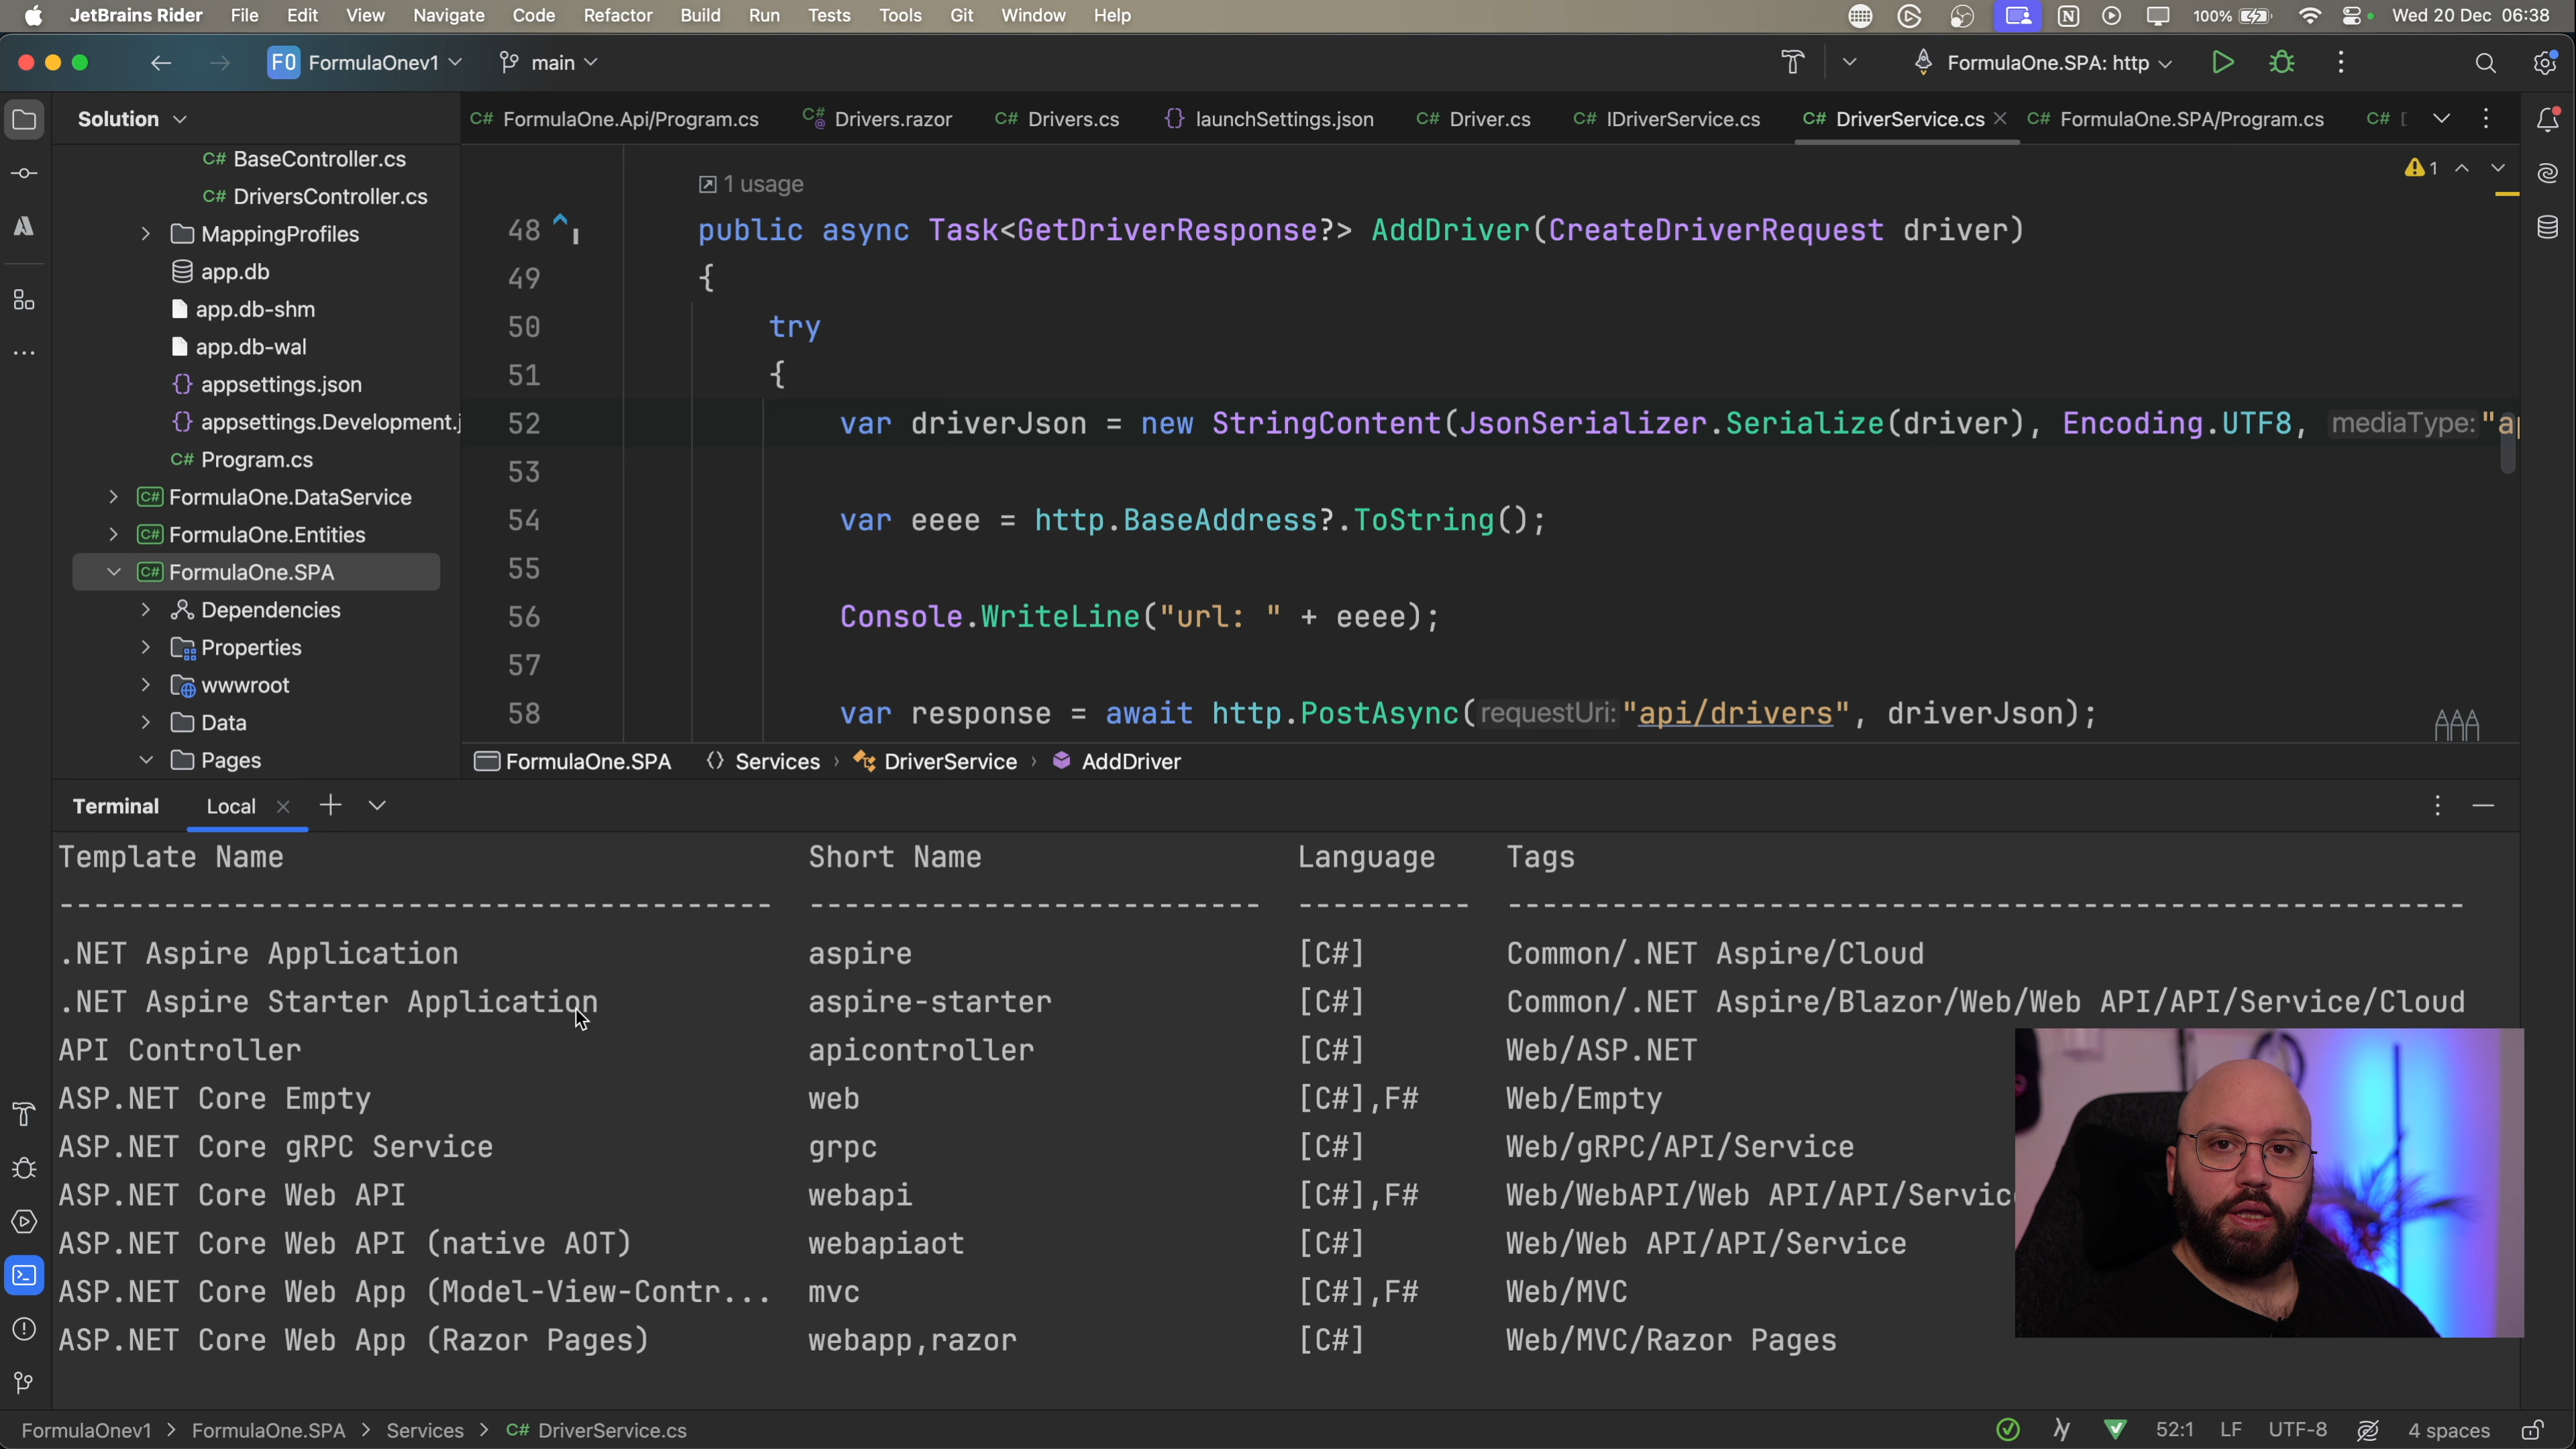 JetBrains Rider File Edit View Navigate Code Refactor Build Run Tests Tools Git Window Help 100% Wed 20 Dec 06:38
F0 FormulaOnev1 main FormulaOne.SPA: http
Solution
C# FormulaOne.Api/Program.cs C# Drivers.razor C# Drivers.cs {} launchSettings.json C# Driver.cs C# IDriverService.cs C# DriverService.cs C# FormulaOne.SPA/Program.cs C#
C# BaseController.cs
C# DriversController.cs
MappingProfiles
app.db
app.db-shm
app.db-wal
{} appsettings.json
{} appsettings.Development.j
C# Program.cs
C# FormulaOne.DataService
C# FormulaOne.Entities
C# FormulaOne.SPA
Dependencies
Properties
wwwroot
Data
Pages
1
1 usage
48 public async Task<GetDriverResponse?> AddDriver(CreateDriverRequest driver)
49 {
50 try
51 {
52 var driverJson = new StringContent(JsonSerializer.Serialize(driver), Encoding.UTF8, mediaType: "ap
53
54 var eeee = http.BaseAddress?.ToString();
55
56 Console.WriteLine("url: " + eeee);
57
58 var response = await http.PostAsync( requestUri: "api/drivers", driverJson);
FormulaOne.SPA Services › DriverService › AddDriver
Terminal Local
Template Name Short Name Language Tags
.NET Aspire Application aspire [C#] Common/.NET Aspire/Cloud
.NET Aspire Starter Application aspire-starter [C#] Common/.NET Aspire/Blazor/Web/Web API/API/Service/Cloud
API Controller apicontroller [C#] Web/ASP.NET
ASP.NET Core Empty web [C#],F# Web/Empty
ASP.NET Core gRPC Service grpc [C#] Web/gRPC/API/Service
ASP.NET Core Web API webapi [C#],F# Web/WebAPI/Web API/API/Servic
ASP.NET Core Web API (native AOT) webapiaot [C#] Web/Web API/API/Service
ASP.NET Core Web App (Model-View-Contr... mvc [C#],F# Web/MVC
ASP.NET Core Web App (Razor Pages) webapp,razor [C#] Web/MVC/Razor Pages
FormulaOnev1 > FormulaOne.SPA > Services > C# DriverService.cs 52:1 LF UTF-8 4 spaces